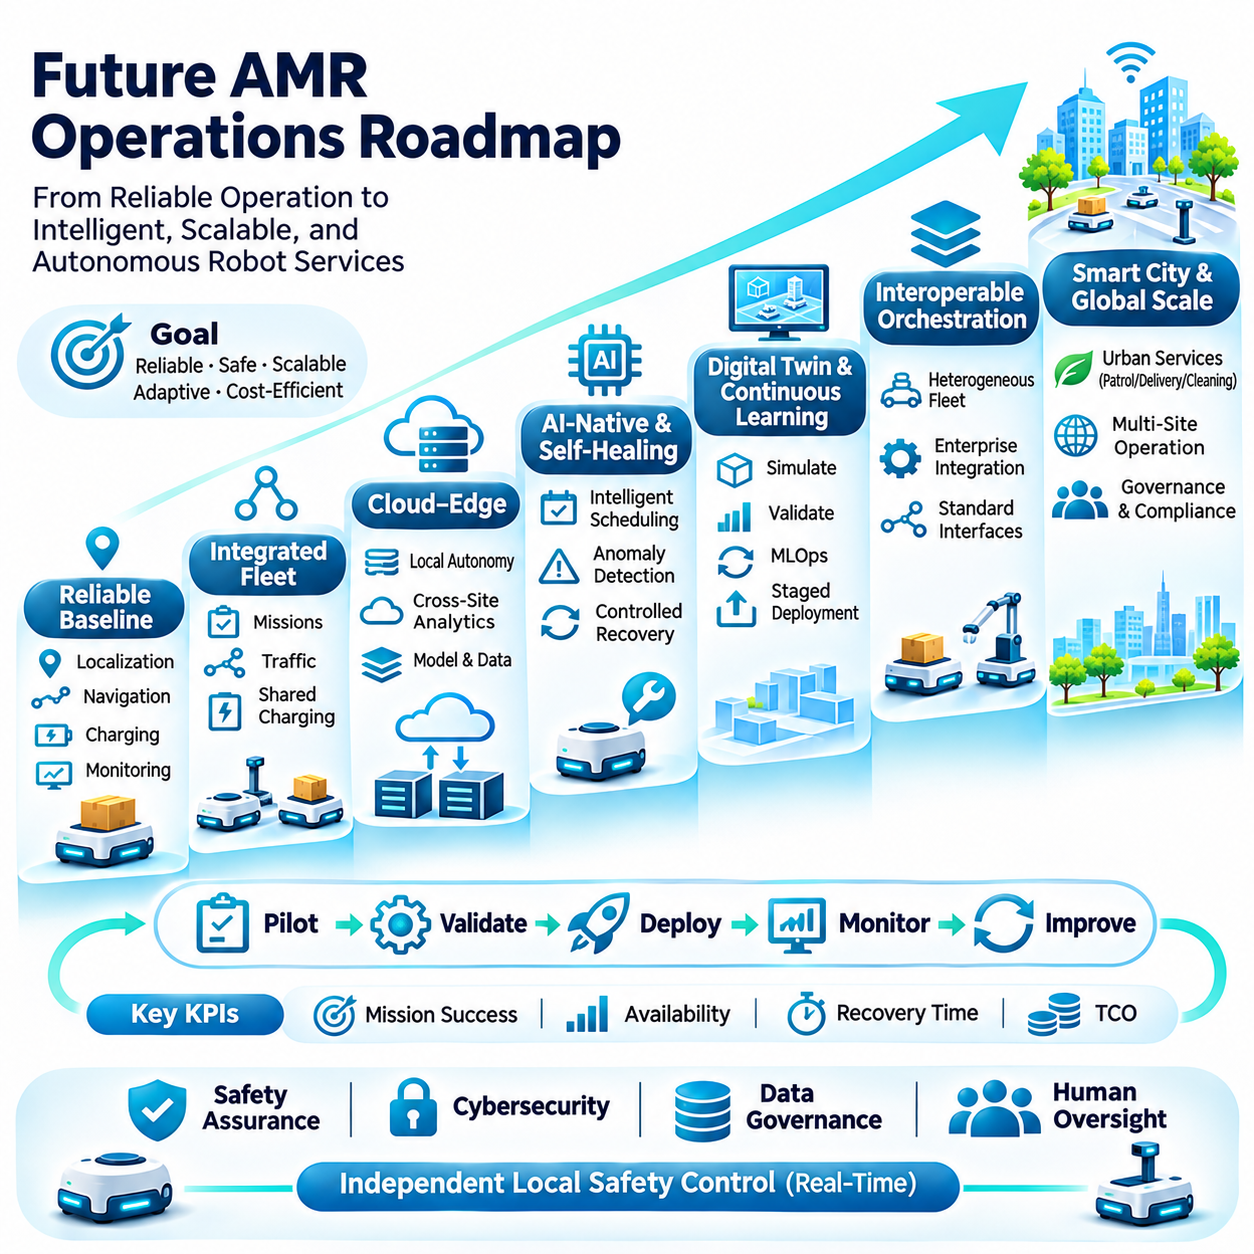 Future AMR
Operations Roadmap
From Reliable Operation to
Intelligent, Scalable, and
Autonomous Robot Services
Goal
Reliable · Safe · Scalable
Adaptive · Cost-Efficient
Reliable
Baseline
Localization
Navigation
Charging
Monitoring
Integrated
Fleet
Missions
Traffic
Shared
Charging
Cloud–Edge
Local Autonomy
Cross-Site
Analytics
Model & Data
AI
AI-Native &
Self-Healing
Intelligent
Scheduling
Anomaly
Detection
Controlled
Recovery
Digital Twin &
Continuous
Learning
Simulate
Validate
MLOps
Staged
Deployment
Interoperable
Orchestration
Heterogeneous
Fleet
Enterprise
Integration
Standard
Interfaces
Smart City &
Global Scale
Urban Services
(Patrol/Delivery/Cleaning)
Multi-Site
Operation
Governance
& Compliance
Pilot
Validate
Deploy
Monitor
Improve
Key KPIs
Mission Success
Availability
Recovery Time
TCO
Safety
Assurance
Cybersecurity
Data
Governance
Human
Oversight
Independent Local Safety Control (Real-Time)